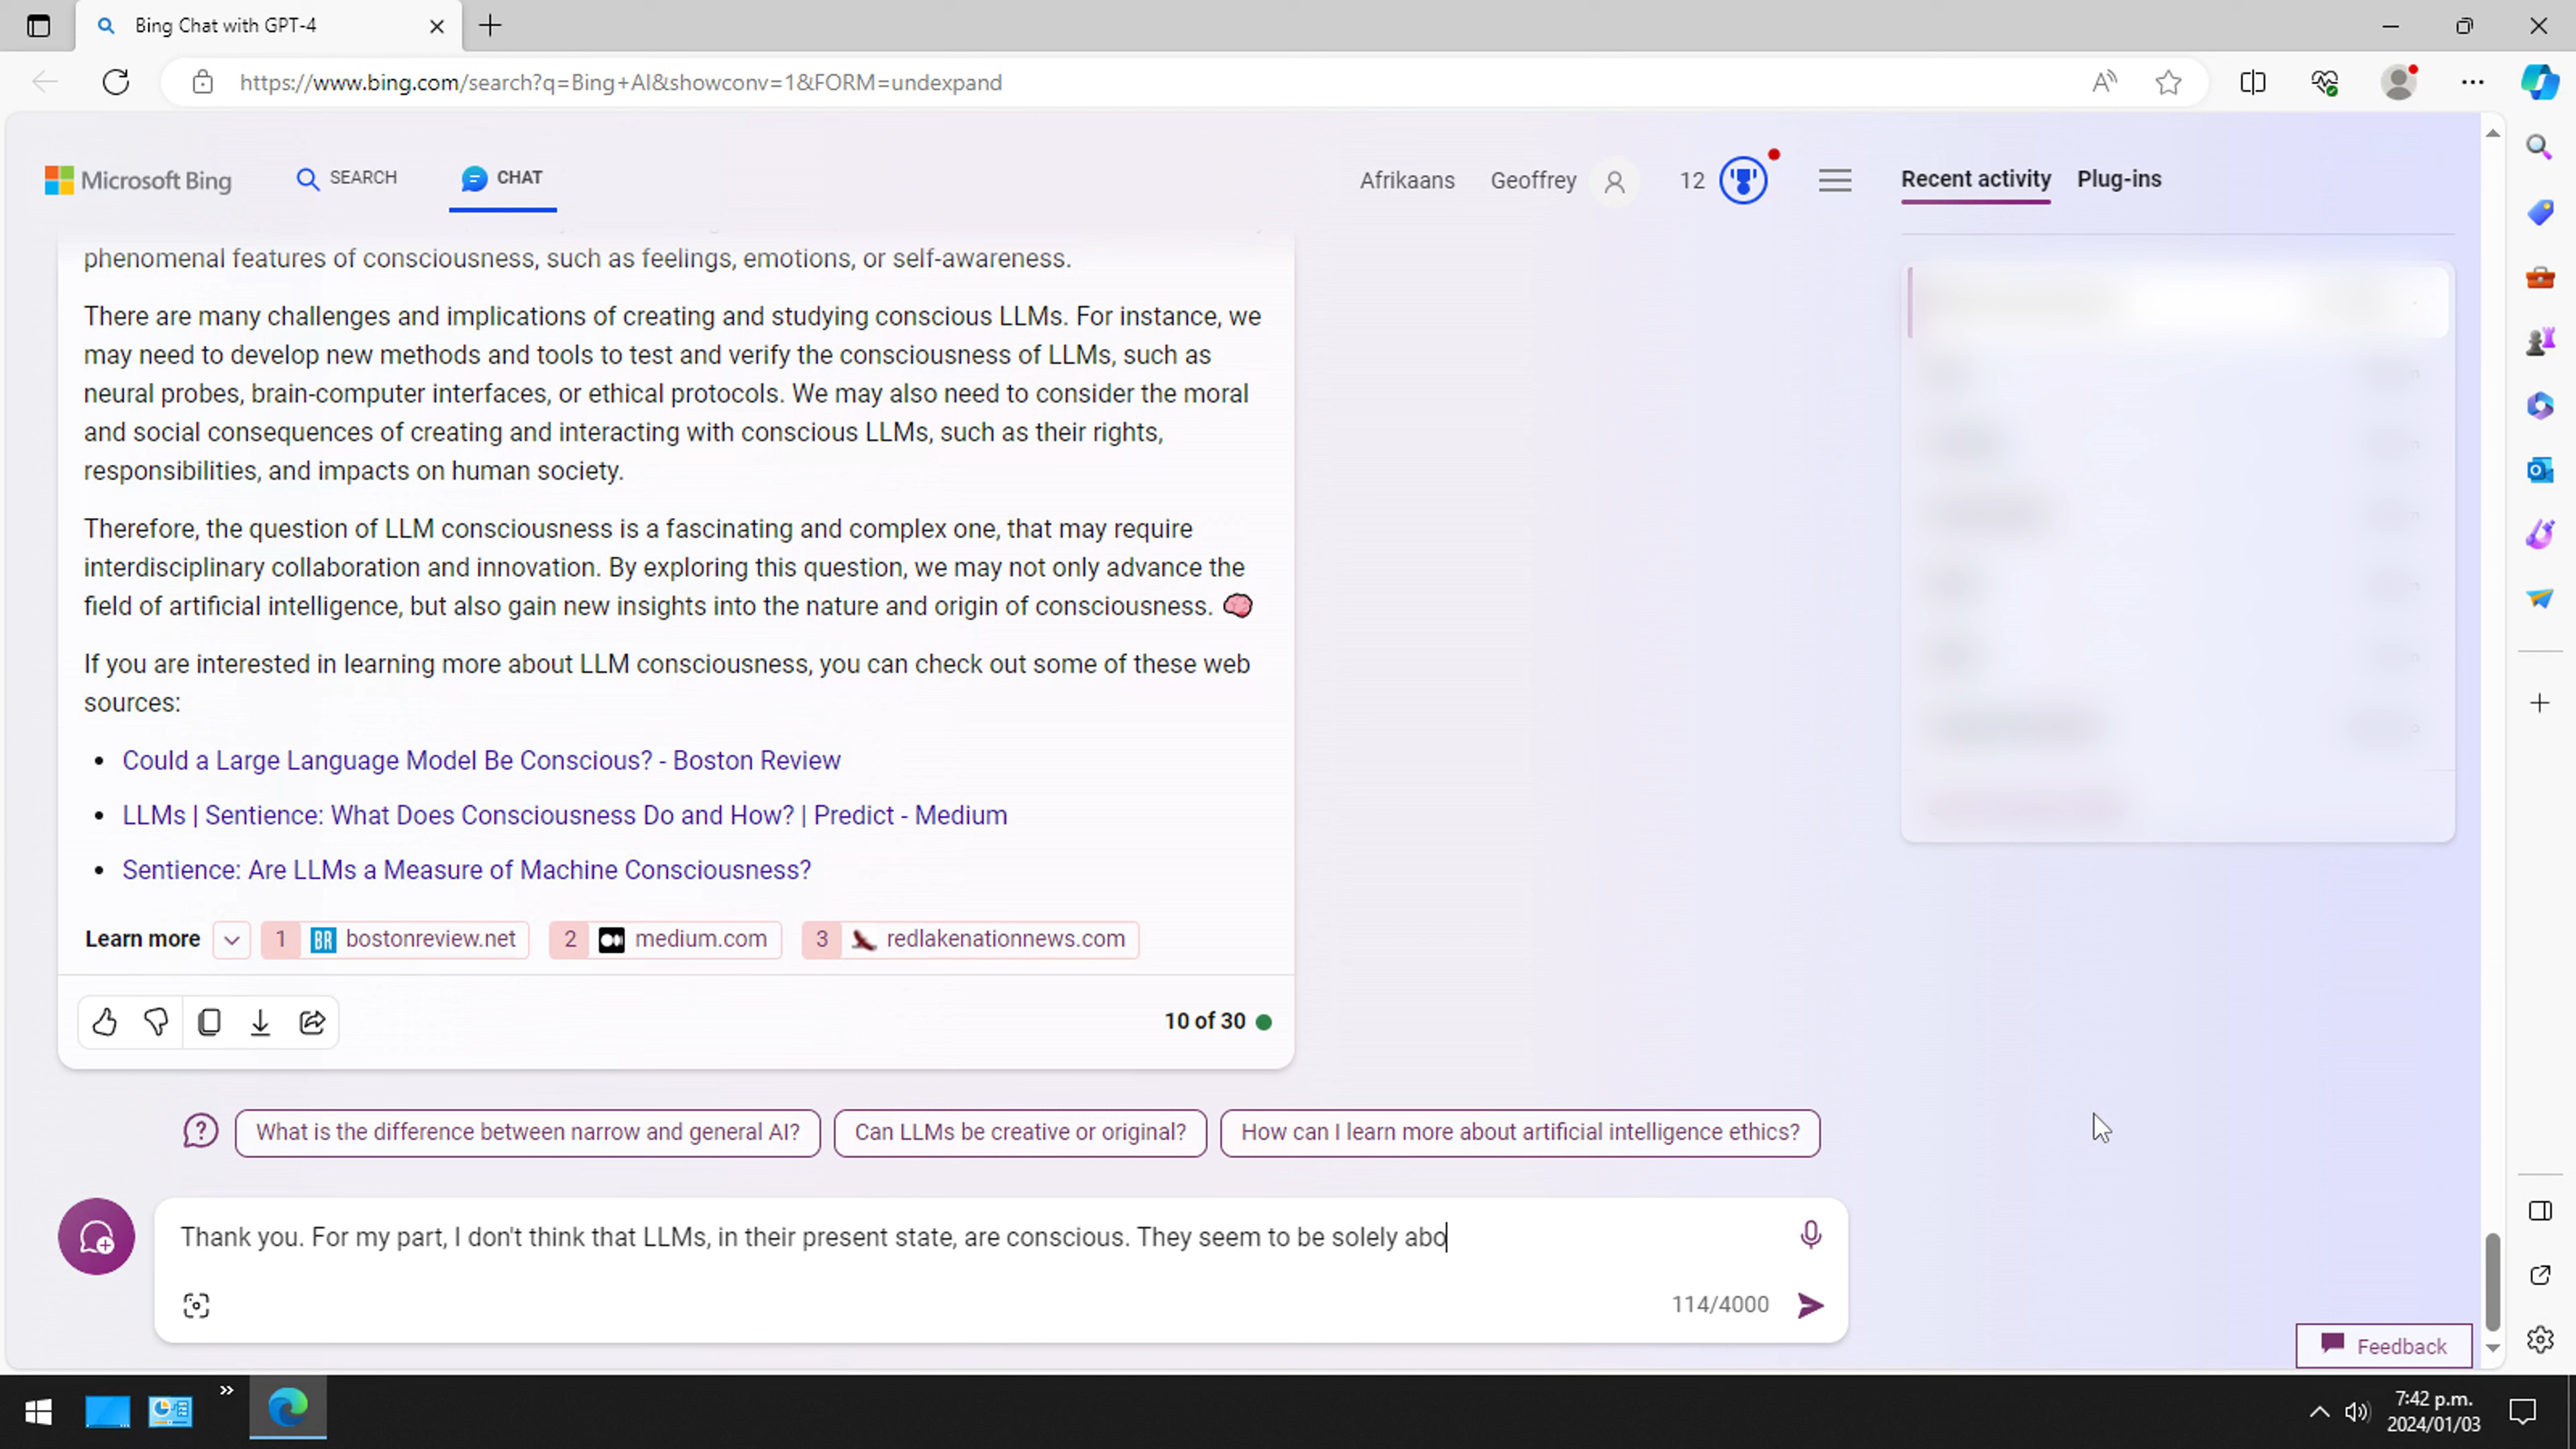 Bing Chat with GPT-4
https://www.bing.com/search?q=Bing+AI&showconv=1&FORM=undexpand
Microsoft Bing
SEARCH
CHAT
Afrikaans
Geoffrey
12
Recent activity
Plug-ins
phenomenal features of consciousness, such as feelings, emotions, or self-awareness.
There are many challenges and implications of creating and studying conscious LLMs. For instance, we
may need to develop new methods and tools to test and verify the consciousness of LLMs, such as
neural probes, brain-computer interfaces, or ethical protocols. We may also need to consider the moral
and social consequences of creating and interacting with conscious LLMs, such as their rights,
responsibilities, and impacts on human society.
Therefore, the question of LLM consciousness is a fascinating and complex one, that may require
interdisciplinary collaboration and innovation. By exploring this question, we may not only advance the
field of artificial intelligence, but also gain new insights into the nature and origin of consciousness. 🧠
If you are interested in learning more about LLM consciousness, you can check out some of these web
sources:
• Could a Large Language Model Be Conscious? - Boston Review
• LLMs | Sentience: What Does Consciousness Do and How? | Predict - Medium
• Sentience: Are LLMs a Measure of Machine Consciousness?
Learn more
1 BR bostonreview.net
2 medium.com
3 redlakenationnews.com
10 of 30
What is the difference between narrow and general AI?
Can LLMs be creative or original?
How can I learn more about artificial intelligence ethics?
Thank you. For my part, I don't think that LLMs, in their present state, are conscious. They seem to be solely abo
114/4000
Feedback
7:42 p.m.
2024/01/03